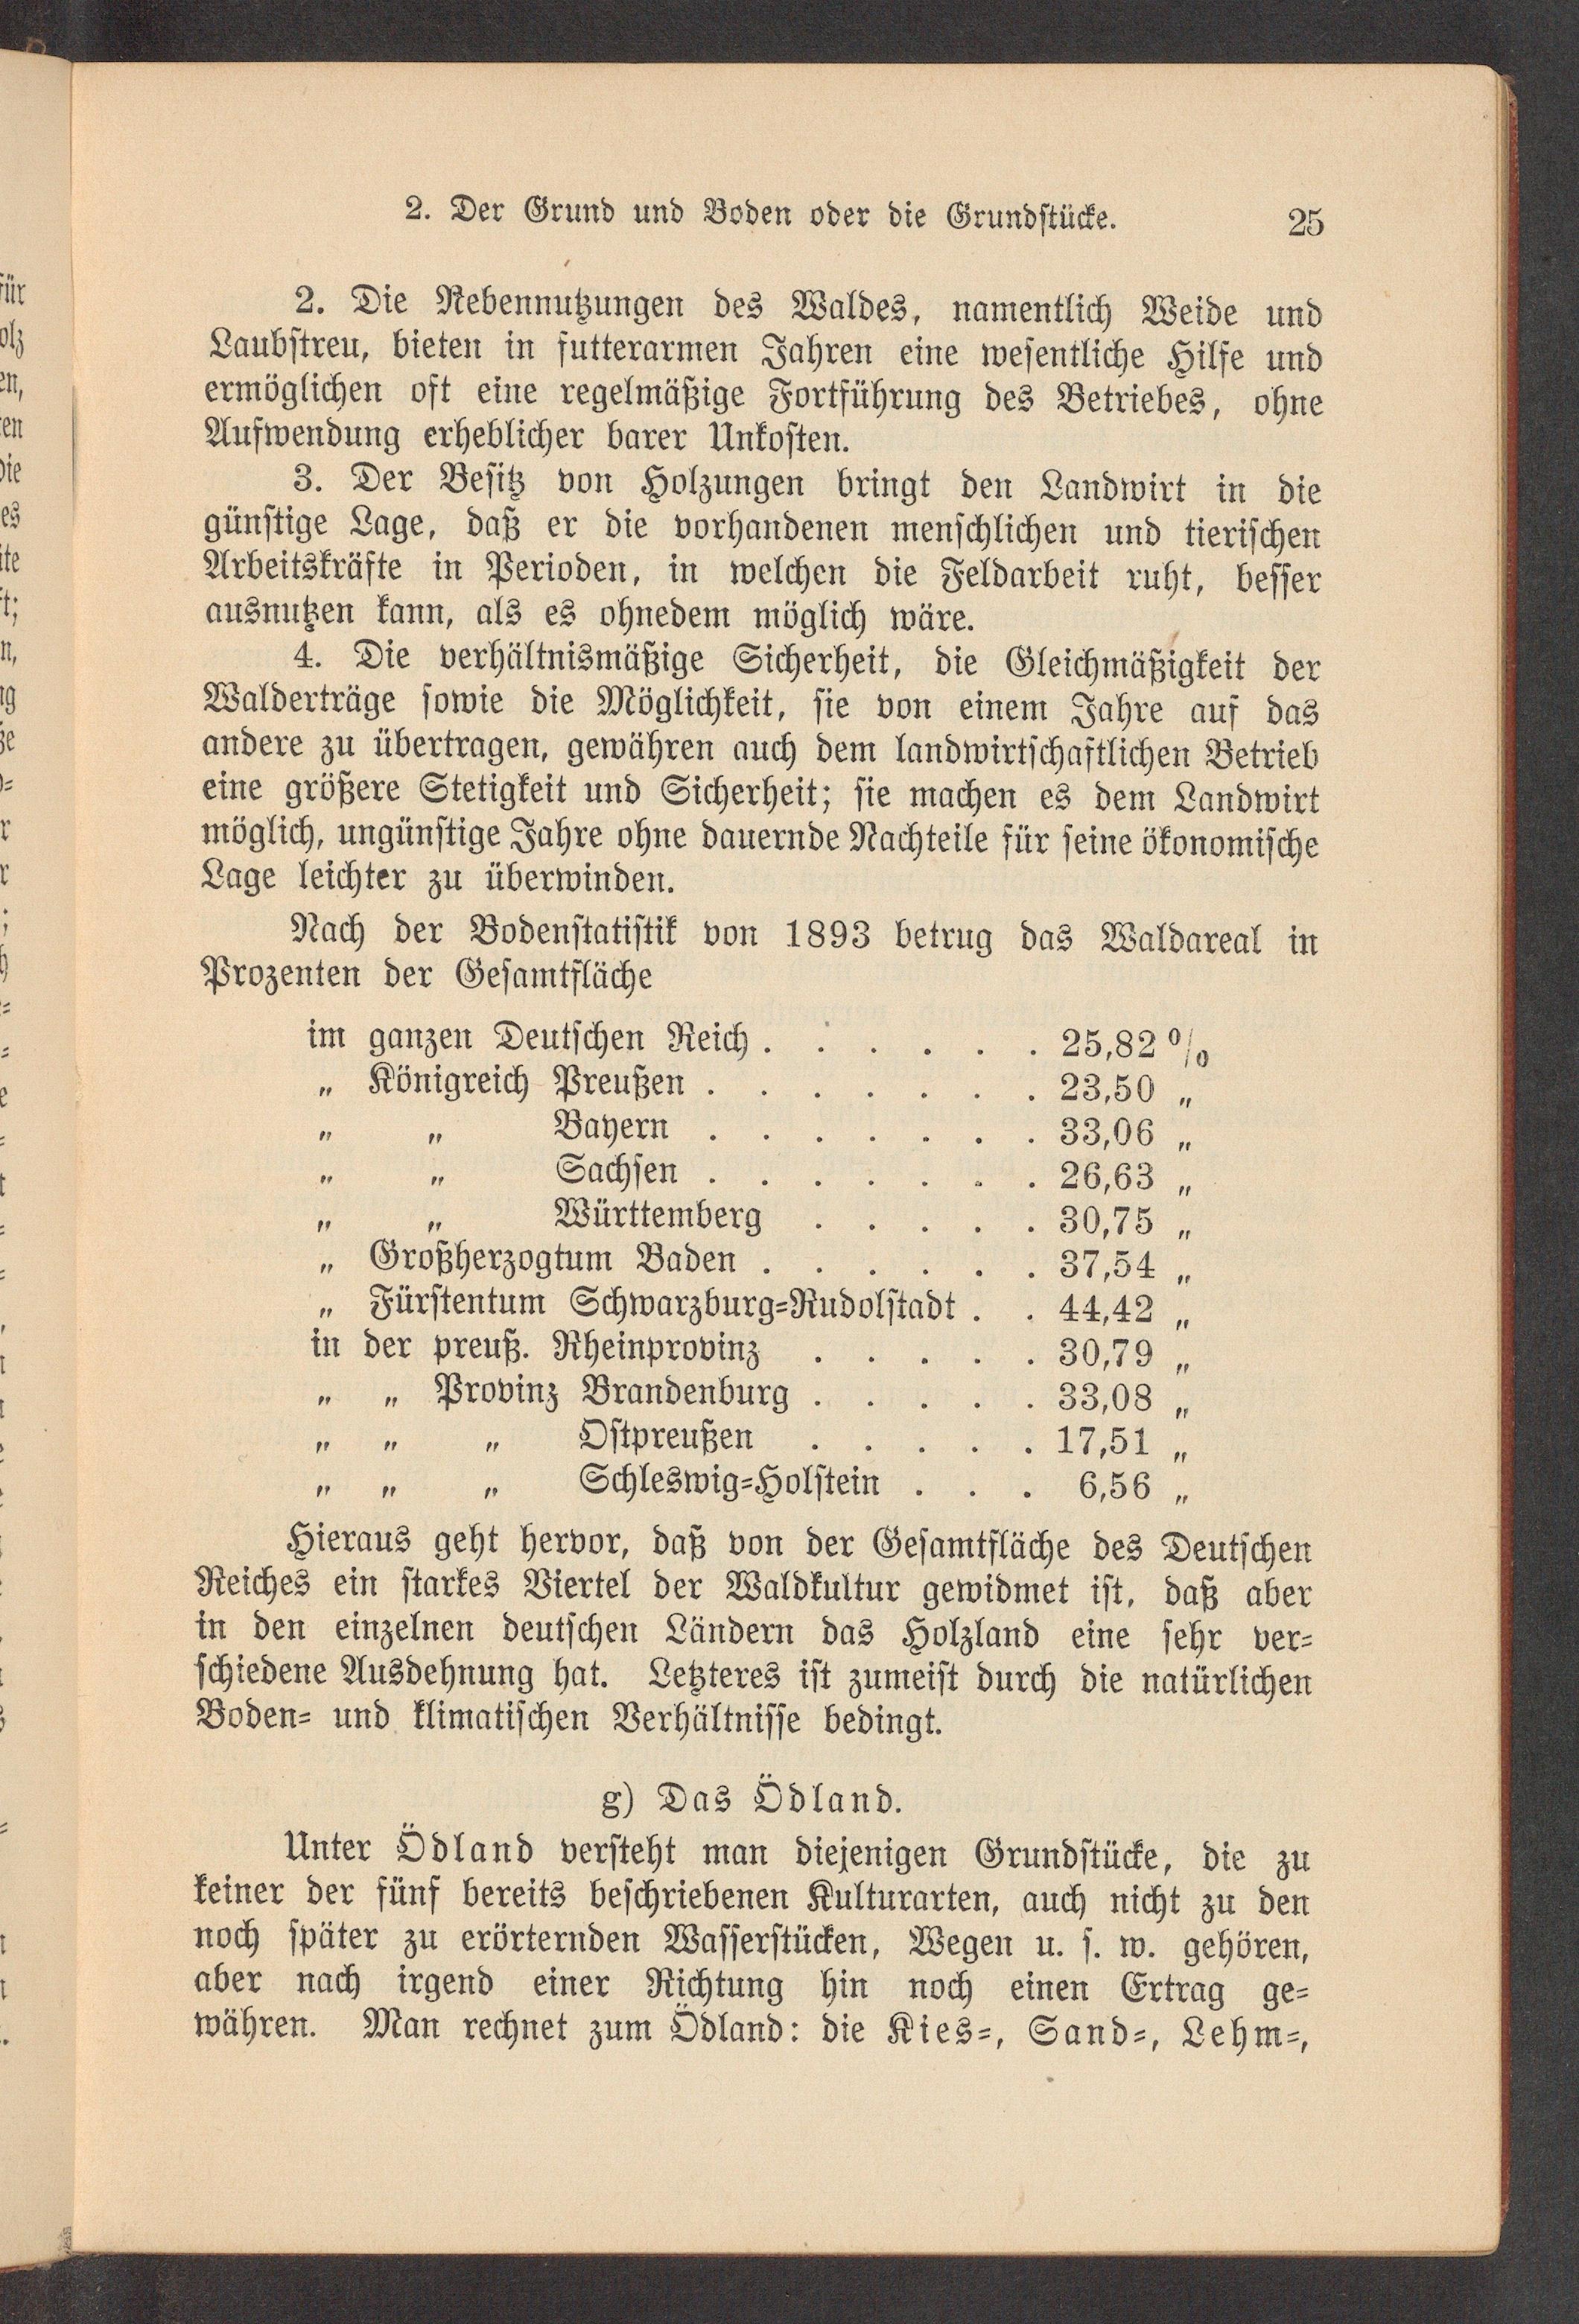 2. Der Grund und Boden oder die Grundstücke. 25
2. Die Nebennutzungen des Waldes, namentlich Weide und
Laubstreu, bieten in futterarmen Jahren eine wesentliche Hilfe und
ermöglichen oft eine regelmäßige Fortführung des Betriebes, ohne
Aufwendung erheblicher barer Unkosten.
3. Der Besitz von Holzungen bringt den Landwirt in die
günstige Lage, daß er die vorhandenen menschlichen und tierischen
Arbeitskräfte in Perioden, in welchen die Feldarbeit ruht, besser
ausnutzen kann, als es ohnedem möglich wäre.
4. Die verhältnismäßige Sicherheit, die Gleichmäßigkeit der
Walderträge sowie die Möglichkeit, sie von einem Jahre auf das
andere zu übertragen, gewähren auch dem landwirtschaftlichen Betrieb
eine größere Stetigkeit und Sicherheit; sie machen es dem Landwirt
möglich, ungünstige Jahre ohne dauernde Nachteile für seine ökonomische
Lage leichter zu überwinden.
Nach der Bodenstatistik von 1893 betrug das Waldareal in
Prozenten der Gesamtfläche
im ganzen Deutschen Reich . . . . . . 25,82 %
„ Königreich Preußen . . . . . . . 23,50 „
„ „ Bayern . . . . . . . 33,06 „
„ „ Sachsen . . . . . . . 26,63 „
„ „ Württemberg . . . . . 30,75 „
„ Großherzogtum Baden . . . . . . 37,54 „
„ Fürstentum Schwarzburg-Rudolstadt . . 44,42 „
in der preuß. Rheinprovinz . . . . . 30,79 „
„ „ Provinz Brandenburg . . . . . 33,08 „
„ „ „ Ostpreußen . . . . . 17,51 „
„ „ „ Schleswig-Holstein . . . 6,56 „
Hieraus geht hervor, daß von der Gesamtfläche des Deutschen
Reiches ein starkes Viertel der Waldkultur gewidmet ist, daß aber
in den einzelnen deutschen Ländern das Holzland eine sehr ver-
schiedene Ausdehnung hat. Letzteres ist zumeist durch die natürlichen
Boden- und klimatischen Verhältnisse bedingt.
g) Das Ödland.
Unter Ödland versteht man diejenigen Grundstücke, die zu
keiner der fünf bereits beschriebenen Kulturarten, auch nicht zu den
noch später zu erörternden Wasserstücken, Wegen u. s. w. gehören,
aber nach irgend einer Richtung hin noch einen Ertrag ge-
währen. Man rechnet zum Ödland: die Kies-, Sand-, Lehm-,